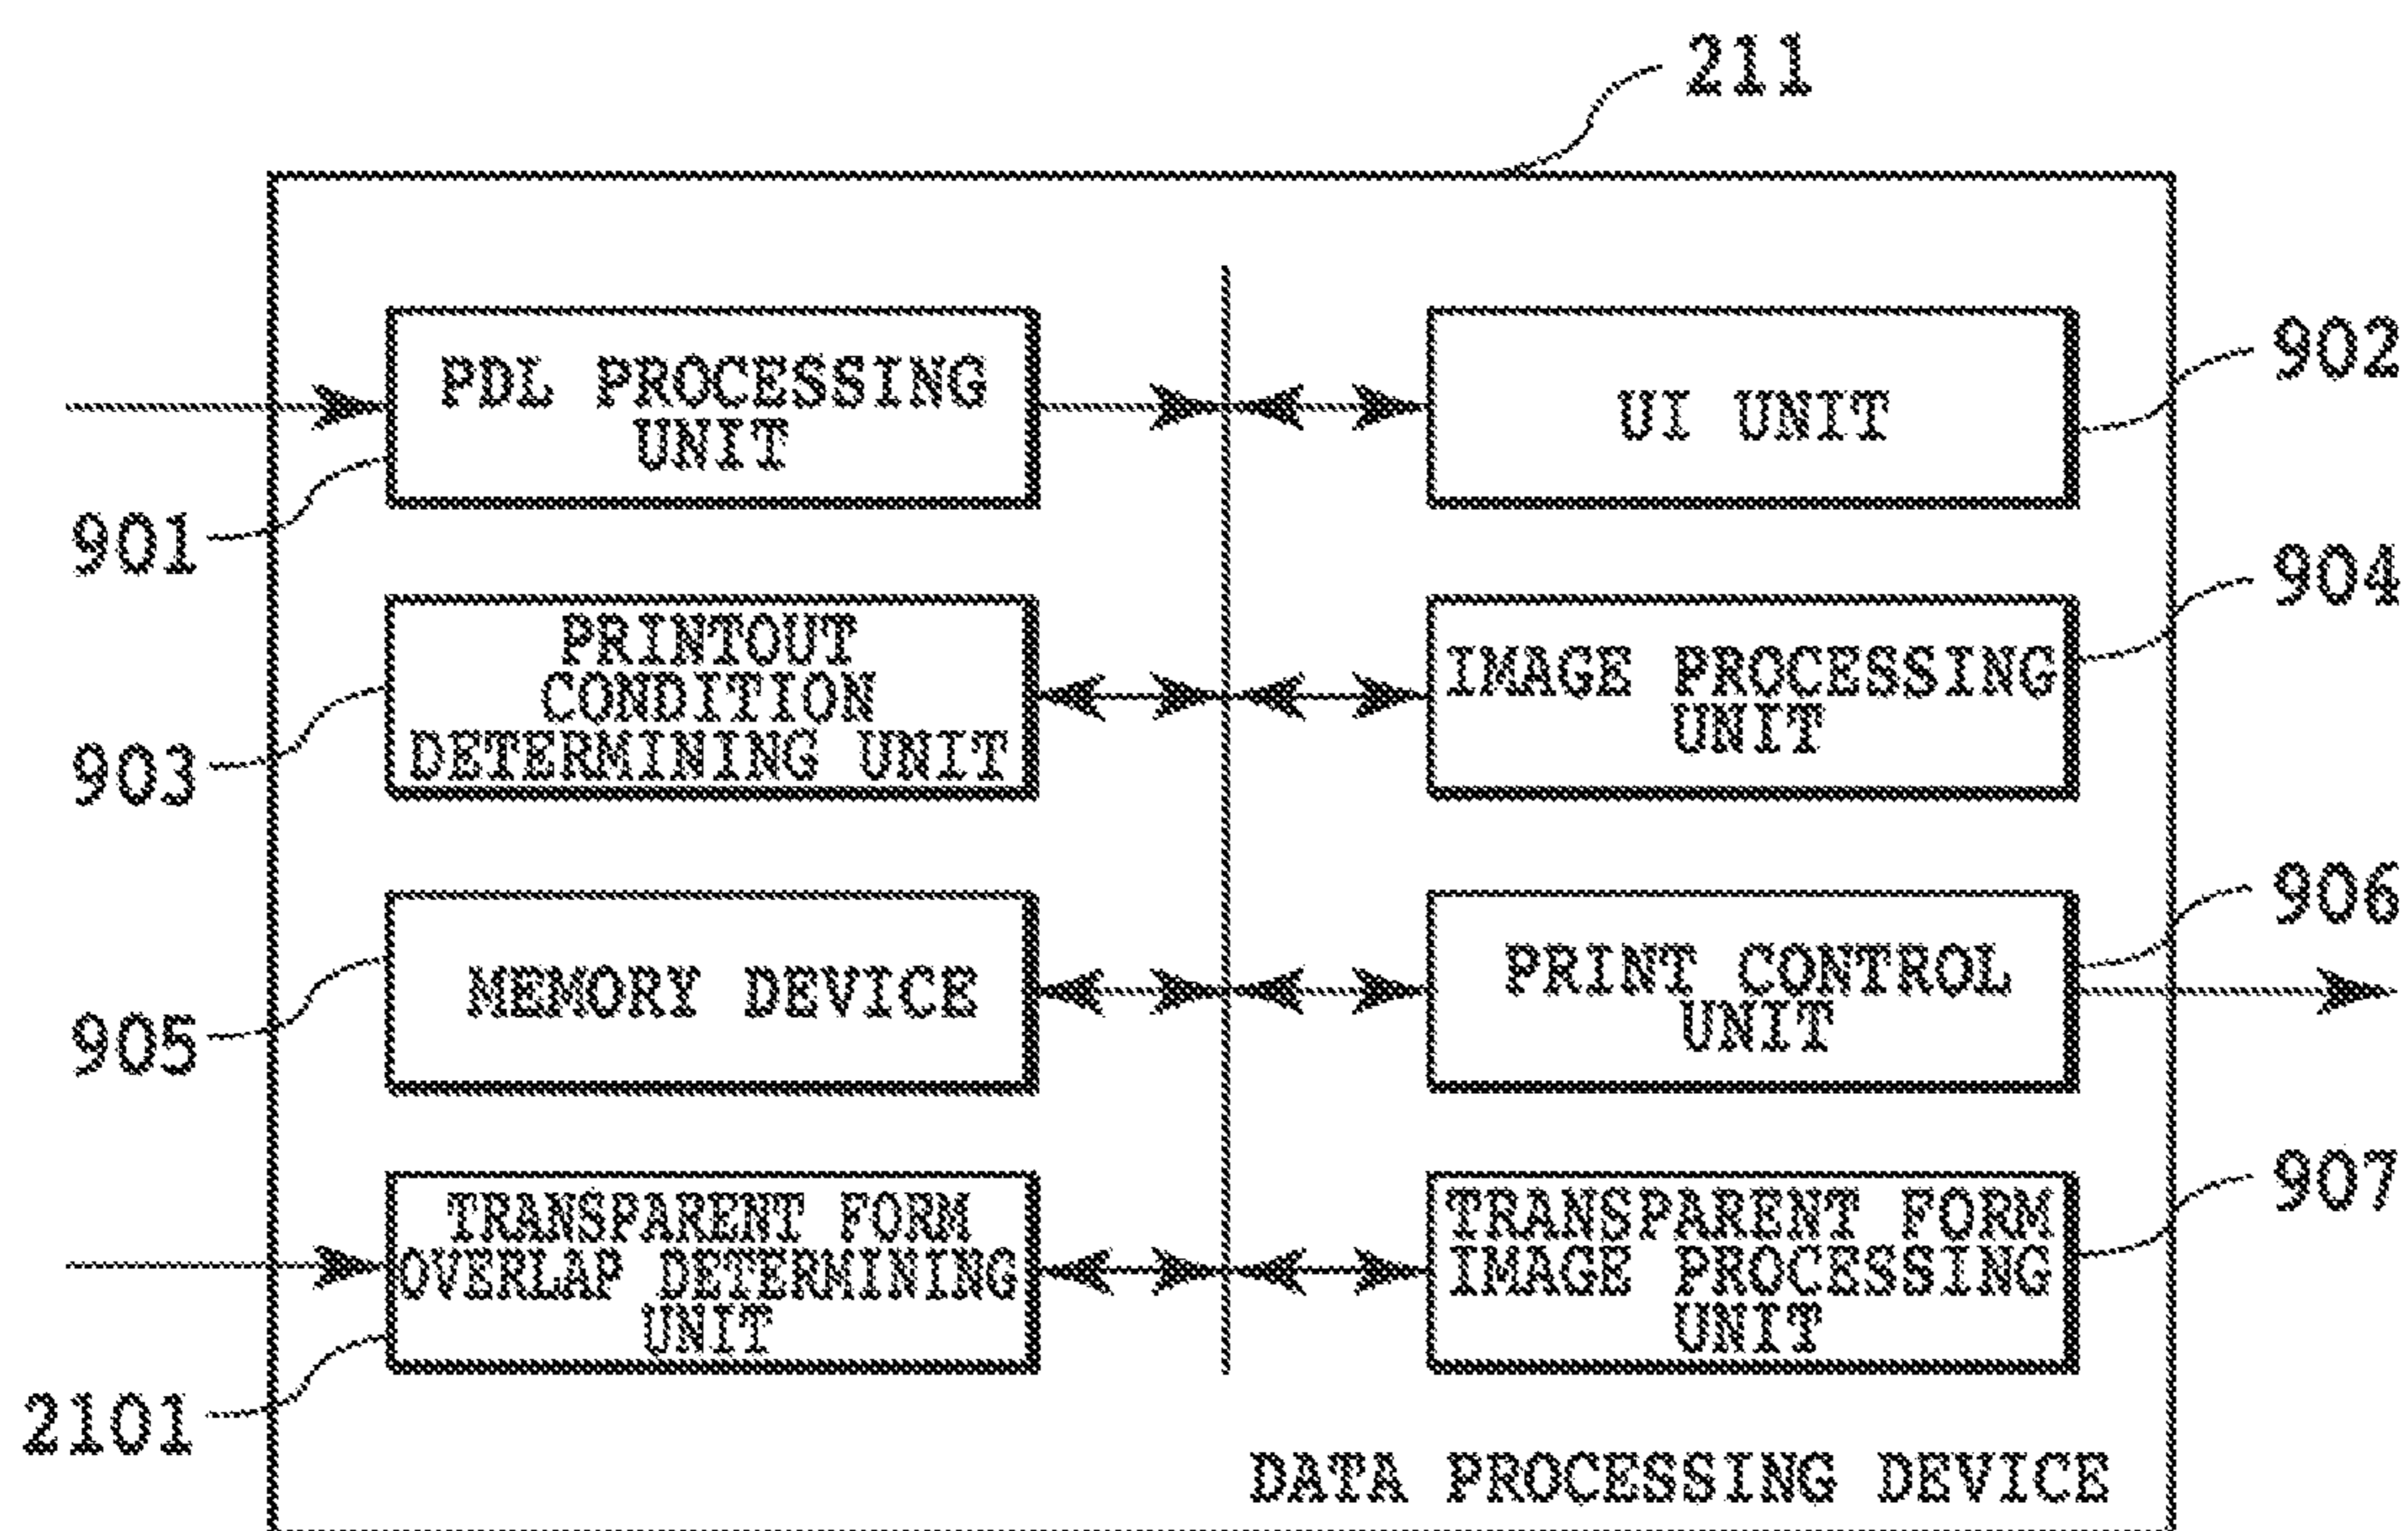 211
PDL PROCESSING
UNIT
901
UI UNIT
902
PRINTOUT
CONDITION
DETERMINING UNIT
903
IMAGE PROCESSING
UNIT
904
MEMORY DEVICE
905
PRINT CONTROL
UNIT
906
TRANSPARENT FORM
OVERLAP DETERMINING
UNIT
2101
TRANSPARENT FORM
IMAGE PROCESSING
UNIT
907
DATA PROCESSING DEVICE